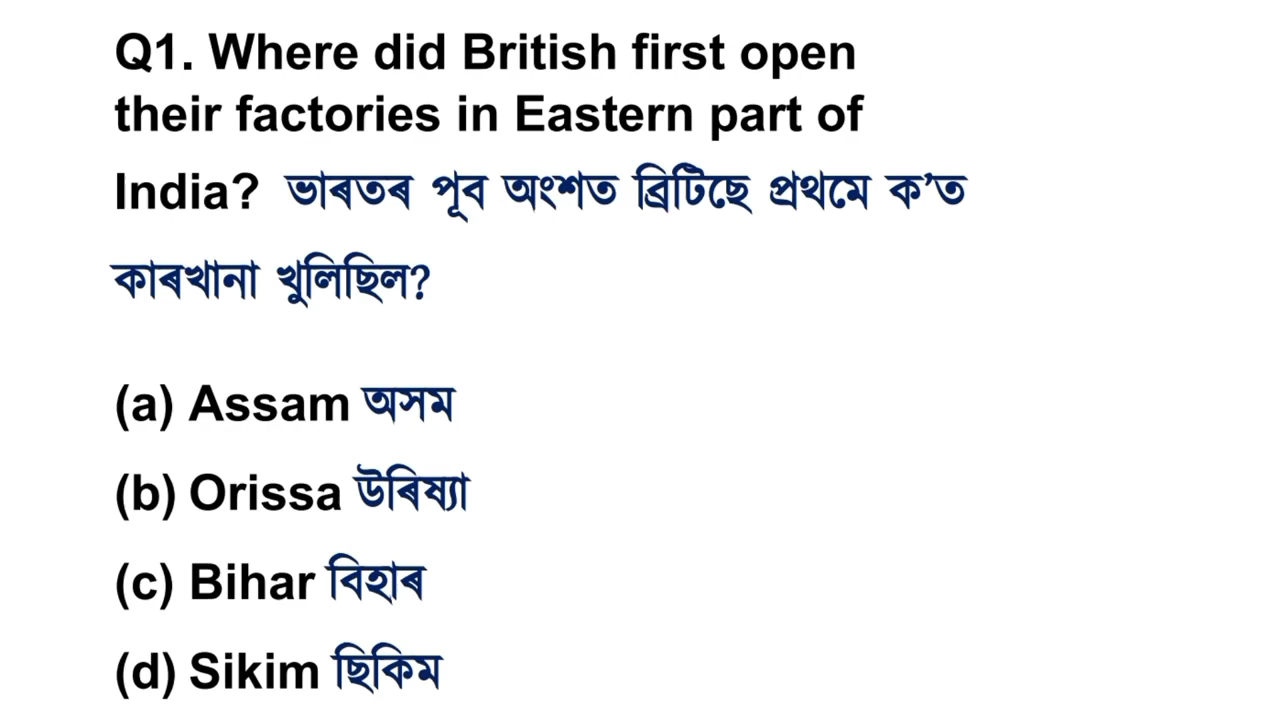 Q1. Where did British first open
their factories in Eastern part of
India? ভাৰতৰ পূব অংশত ব্ৰিটিছে প্ৰথমে ক’ত
কাৰখানা খুলিছিল?
(a) Assam অসম
(b) Orissa উৰিষ্যা
(c) Bihar বিহাৰ
(d) Sikim ছিকিম